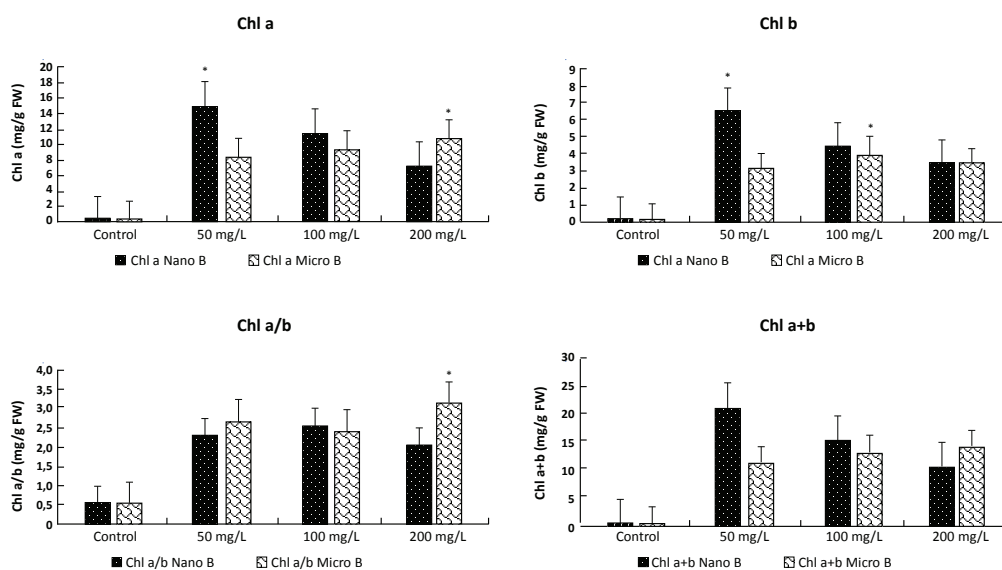 Chl a
Chl a (mg/g FW)
20
18
16
14
12
10
8
6
4
2
0
*
*
Control
50 mg/L
100 mg/L
200 mg/L
Chl a Nano B
Chl a Micro B
Chl b
Chl b (mg/g FW)
9
8
7
6
5
4
3
2
1
0
*
*
Control
50 mg/L
100 mg/L
200 mg/L
Chl a Nano B
Chl a Micro B
Chl a/b
Chl a/b (mg/g FW)
4,0
3,5
3.0
2.5
2.0
1,5
1,0
0,5
0
*
Control
50 mg/L
100 mg/L
200 mg/L
Chl a/b Nano B
Chl a/b Micro B
Chl a+b
Chl a+b (mg/g FW)
30
25
20
15
10
5
0
Control
50 mg/L
100 mg/L
200 mg/L
Chl a+b Nano B
Chl a+b Micro B